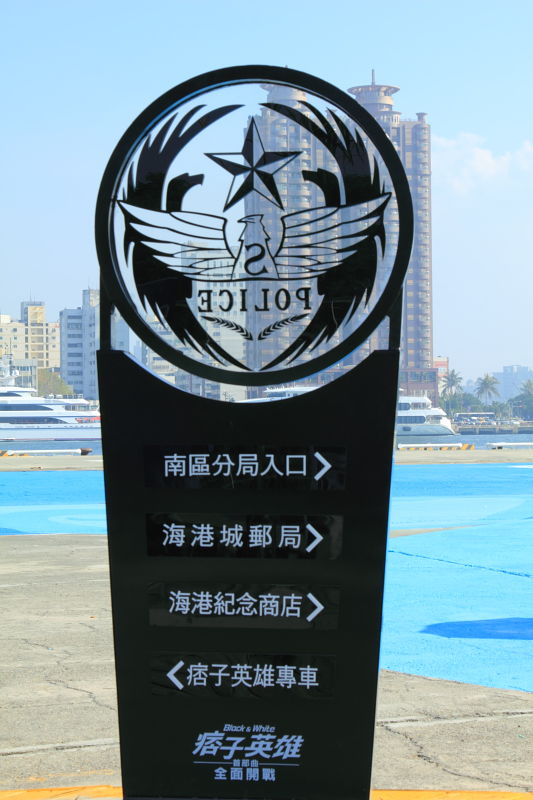 S
POLICE
南區分局入口
海港城郵局
海港紀念商店
痞子英雄專車
Black & White
痞子英雄
首部曲
全面開戰